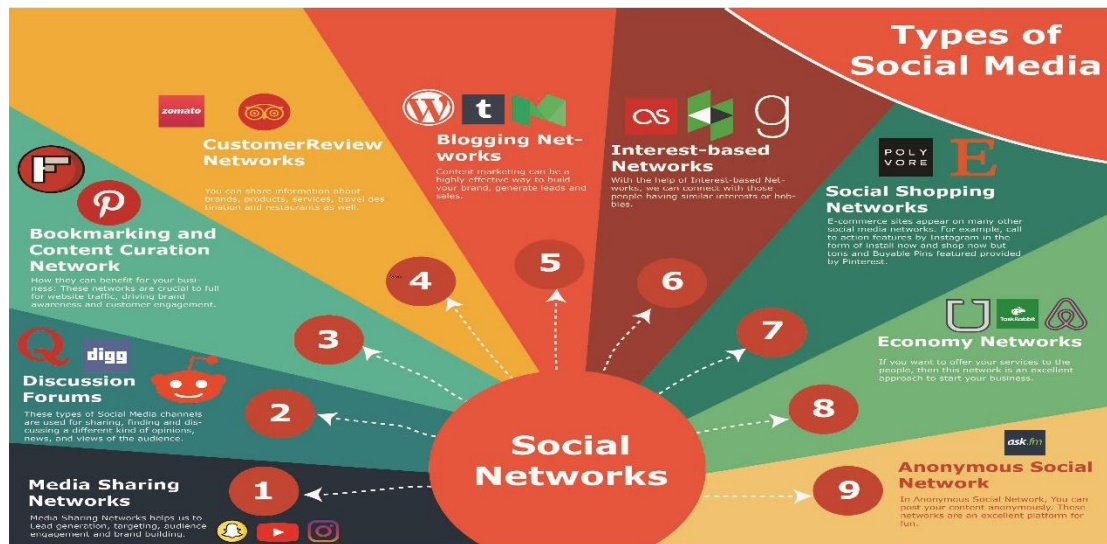 Types of
Social Media
Social
Networks
1
Media Sharing
Networks
Media Sharing Networks helps us to
Lead generation, targeting, audience
engagement and brand building.
2
digg
Discussion
Forums
These types of Social Media channels
are used for sharing, finding and dis-
cussing a different kind of opinions,
news, and views of the audience.
3
Bookmarking and
Content Curation
Network
How they can benefit for your busi-
ness: These networks are crucial to full
for website traffic, driving brand
awareness and customer engagement.
4
zomato
CustomerReview
Networks
You can share information about
brands, products, services, travel des
tination and restaurants as well.
5
t
Blogging Net-
works
Content marketing can be a
highly effective way to build
your brand, generate leads and
sales.
6
g
Interest-based
Networks
With the help of Interest-based Net-
works, we can connect with those
people having similar interests or hob-
bies.
7
POLY
VORE
E
Social Shopping
Networks
E-commerce sites appear on many other
social media networks. For example, call
to action features by Instagram in the
form of install now and shop now but
tons and Buyable Pins featured provided
by Pinterest.
8
TaskRabbit
Economy Networks
If you want to offer your services to the
people, then this network is an excellent
approach to start your business.
9
ask.fm
Anonymous Social
Network
In Anonymous Social Network, You can
post your content anonymously. These
networks are an excellent platform for
fun.